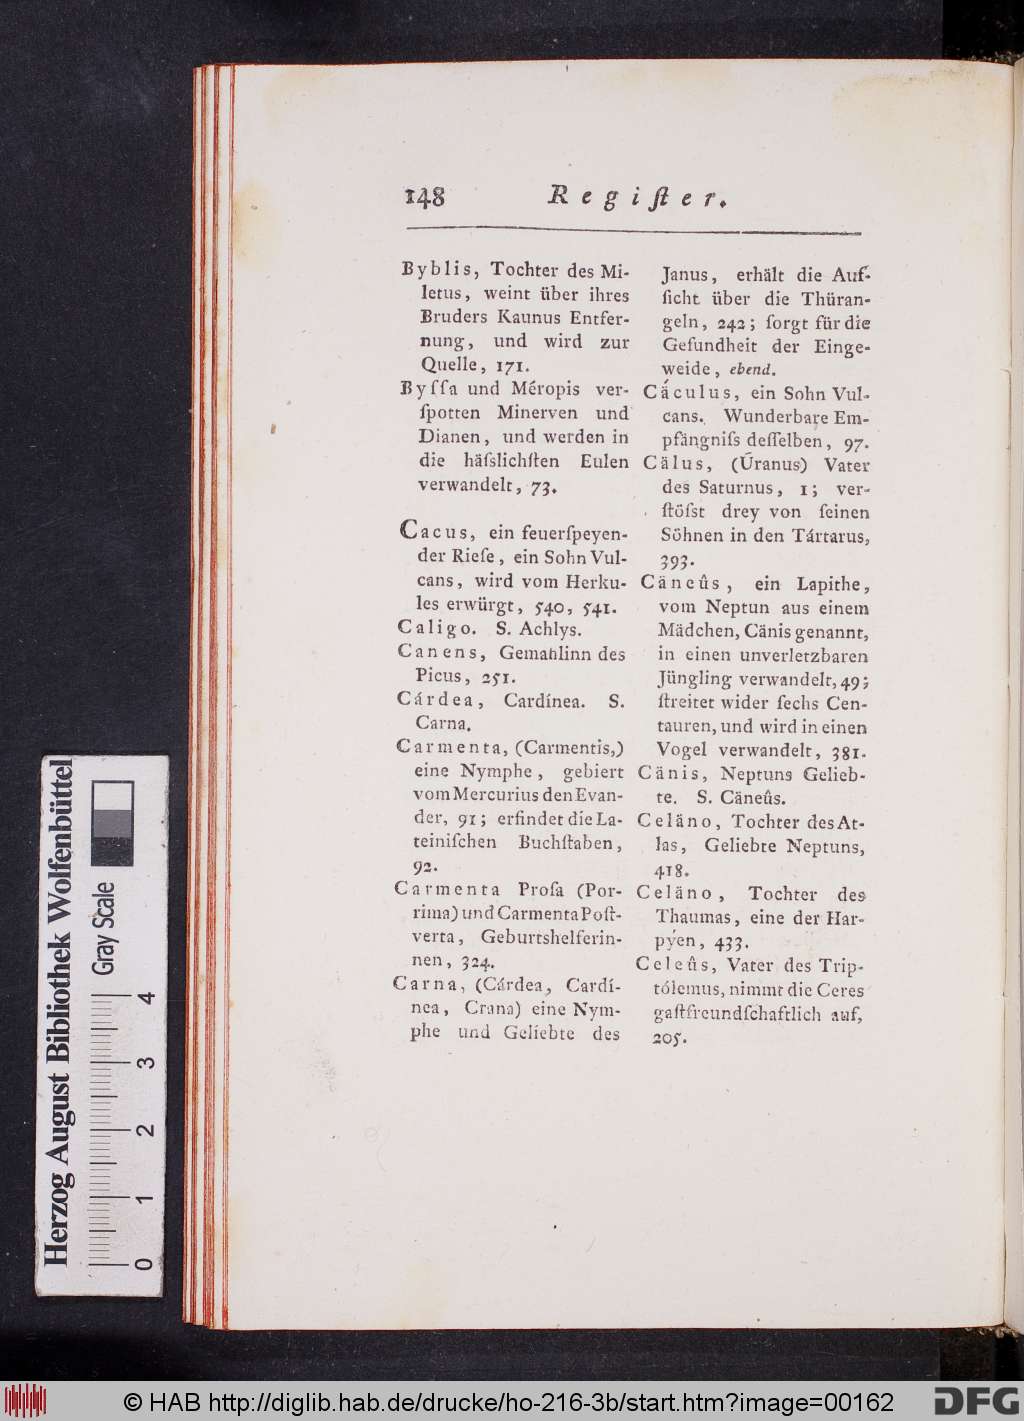 148 Regiſter.
Byblis, Tochter des Mi-
letus, weint über ihres
Bruders Kaunus Entfer-
nung, und wird zur
Quelle, 171.
Byſſa und Méropis ver-
ſpotten Minerven und
Dianen, und werden in
die häſslichſten Eulen
verwandelt, 73.
Cacus, ein feuerſpeyen-
der Rieſe, ein Sohn Vul-
cans, wird vom Herku-
les erwürgt, 540, 541.
Caligo. S. Achlys.
Canens, Gemahlinn des
Picus, 251.
Cárdea, Cardínea. S.
Carna.
Carmenta, (Carmentis,)
eine Nymphe, gebiert
vom Mercurius den Evan-
der, 91; erfindet die La-
teiniſchen Buchſtaben,
92.
Carmenta Proſa (Por-
rima) und Carmenta Poſt-
verta, Geburtshelferin-
nen, 324.
Carna, (Cárdea, Cardí-
nea, Crana) eine Nym-
phe und Geliebte des
Janus, erhält die Auf-
ſicht über die Thüran-
geln, 242; ſorgt für die
Geſundheit der Einge-
weide, ebend.
Cáculus, ein Sohn Vul-
cans. Wunderbare Em-
pfängniſs deſſelben, 97.
Cälus, (Úranus) Vater
des Saturnus, 1; ver-
ſtöſst drey von ſeinen
Söhnen in den Tártarus,
393.
Cäneûs, ein Lapithe,
vom Neptun aus einem
Mädchen, Cänis genannt,
in einen unverletzbaren
Jüngling verwandelt, 49;
ſtreitet wider ſechs Cen-
tauren, und wird in einen
Vogel verwandelt, 381.
Cänis, Neptuns Gelieb-
te. S. Cäneûs.
Celäno, Tochter des At-
las, Geliebte Neptuns,
418.
Celäno, Tochter des
Thaumas, eine der Har-
pýen, 433.
Celeûs, Vater des Trip-
tólemus, nimmt die Ceres
gaſtfreundſchaftlich auf,
205.
Herzog August Bibliothek Wolfenbüttel
Gray Scale
0 1 2 3 4
© HAB http://diglib.hab.de/drucke/ho-216-3b/start.htm?image=00162
DFG